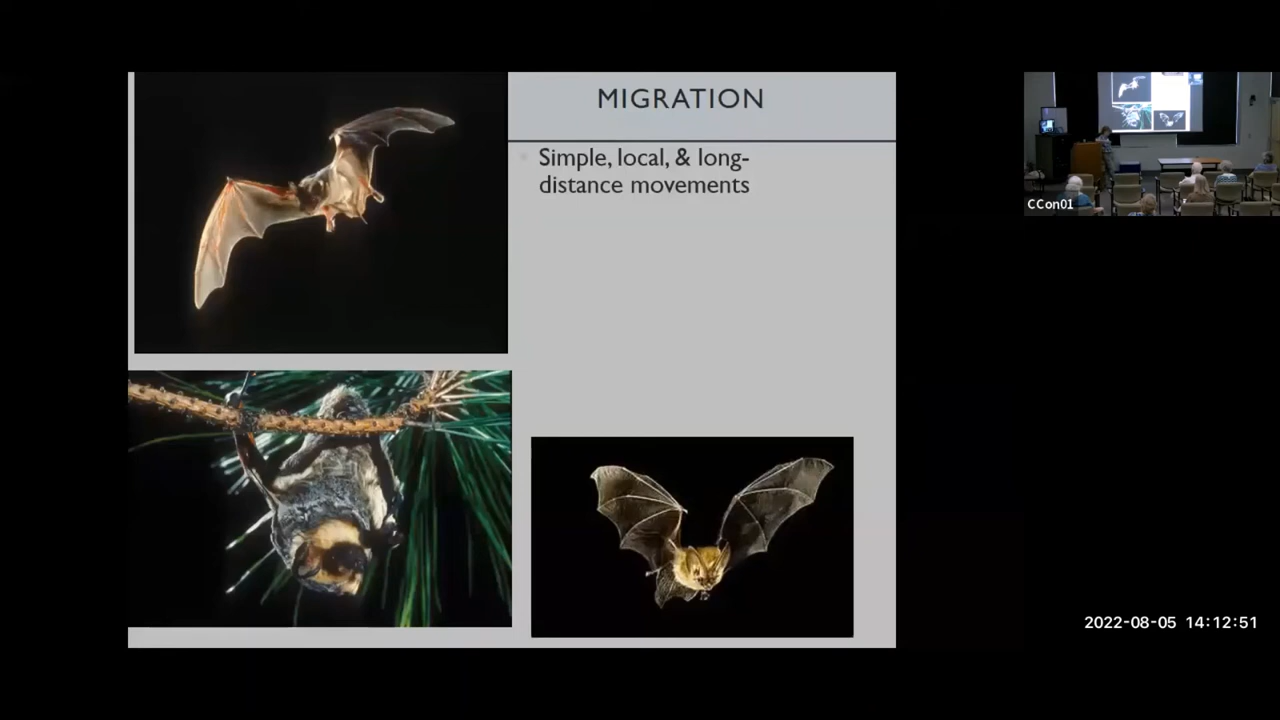 MIGRATION
Simple, local, & long-
distance movements
CCon01
2022-08-05 14:12:51